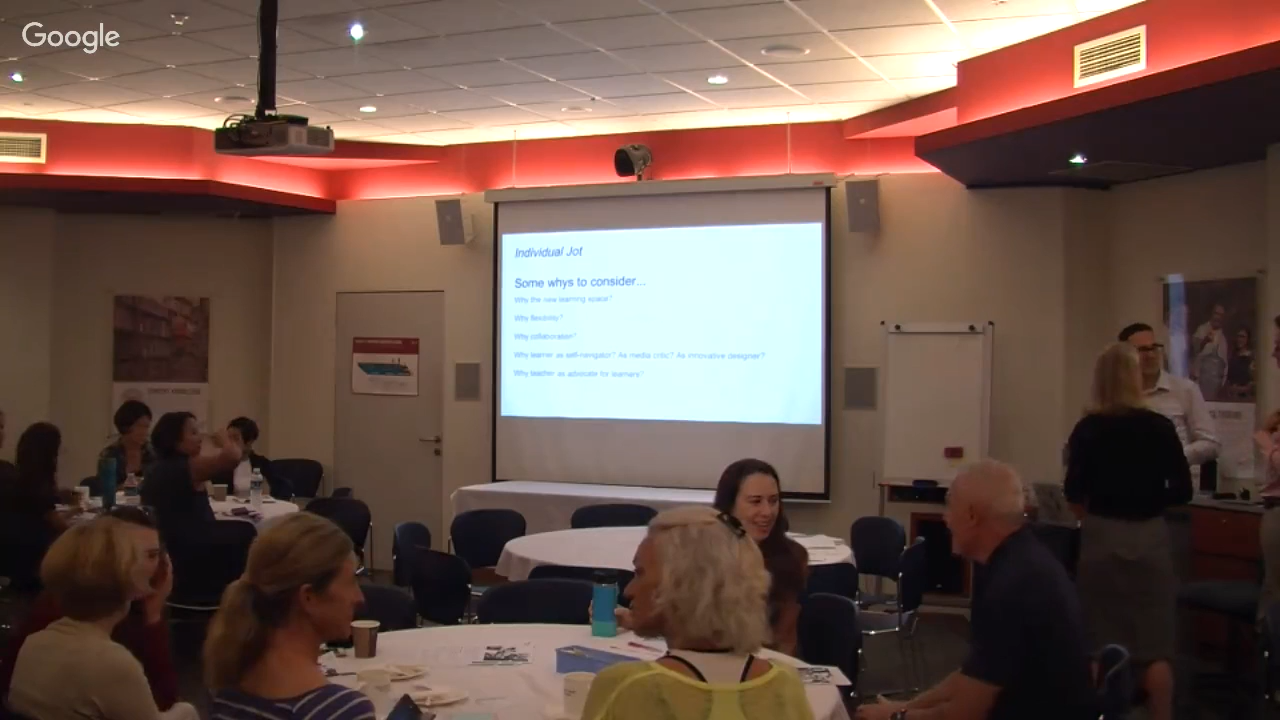 Google
Individual Jot
Some whys to consider...
Why the new learning space?
Why flexibility?
Why collaboration?
Why learner as self-navigator? As media critic? As innovative designer?
Why teacher as advocate for learners?